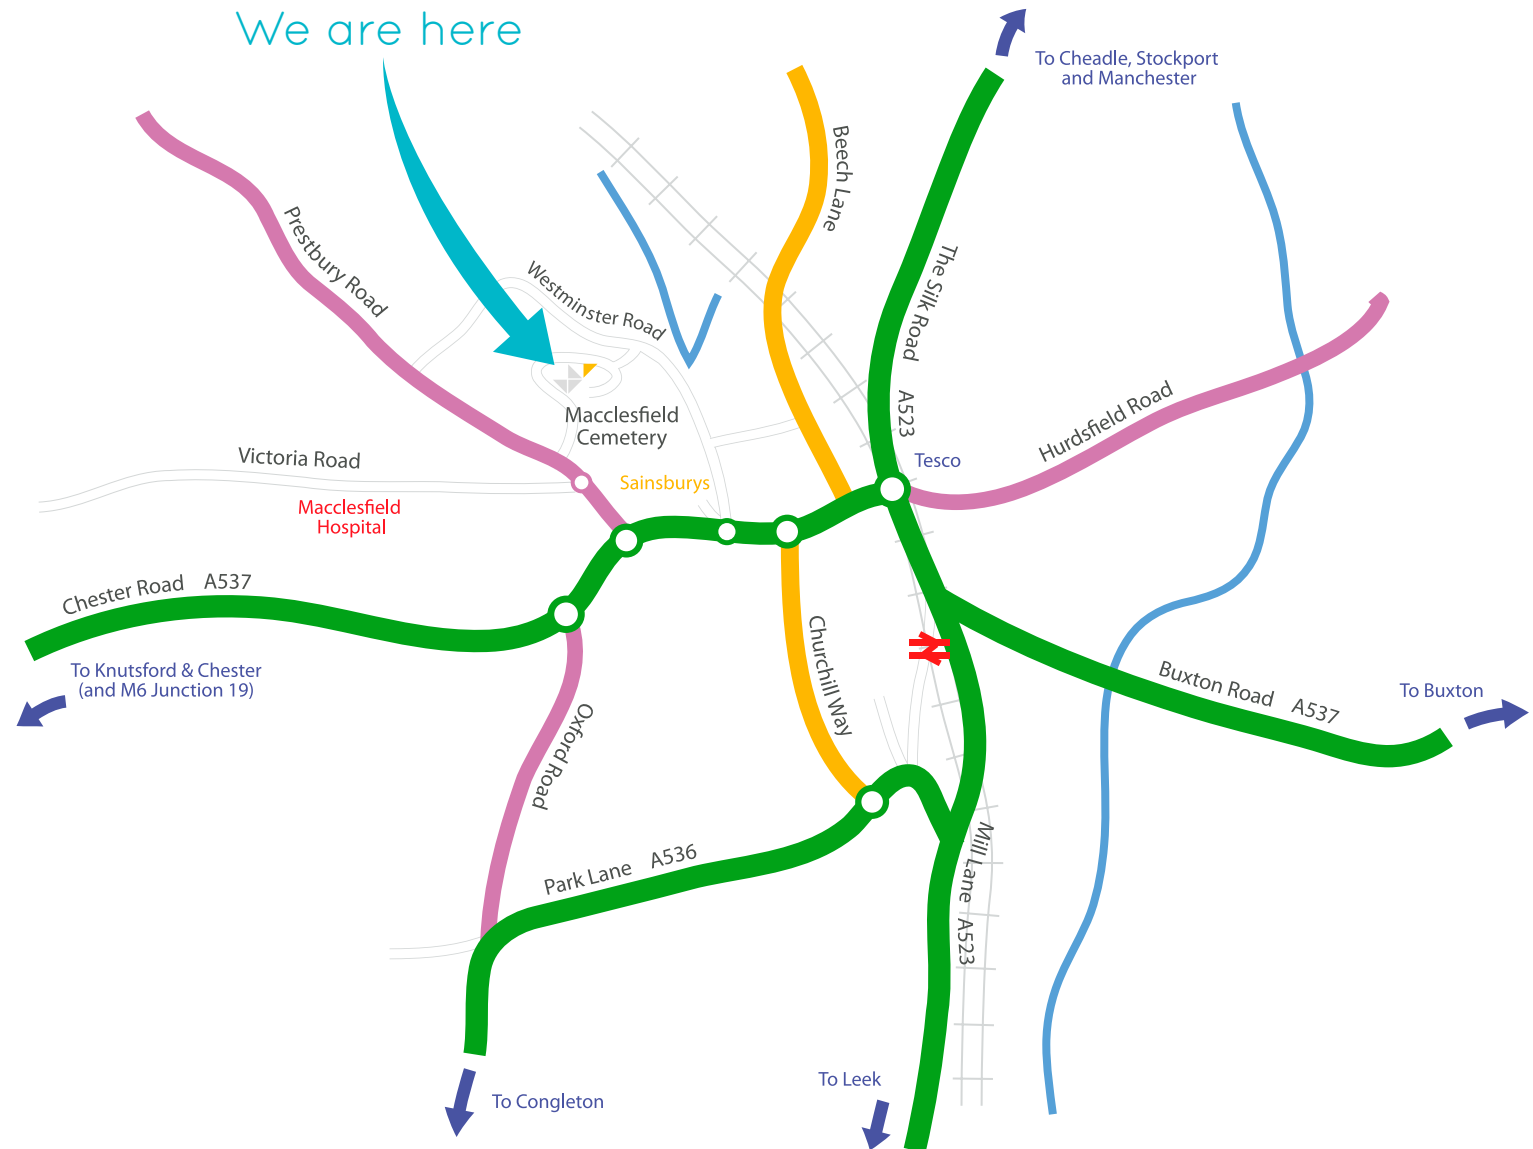 We are here
To Cheadle, Stockport
and Manchester
Beech Lane
Prestbury Road
Westminster Road
The Silk Road
A523
Hurdsfield Road
Macclesfield
Cemetery
Victoria Road
Sainsburys
Tesco
Macclesfield
Hospital
Chester Road A537
To Knutsford & Chester
(and M6 Junction 19)
Churchill Way
Buxton Road A537
To Buxton
Oxford Road
Park Lane A536
Mill Lane A523
To Leek
To Congleton